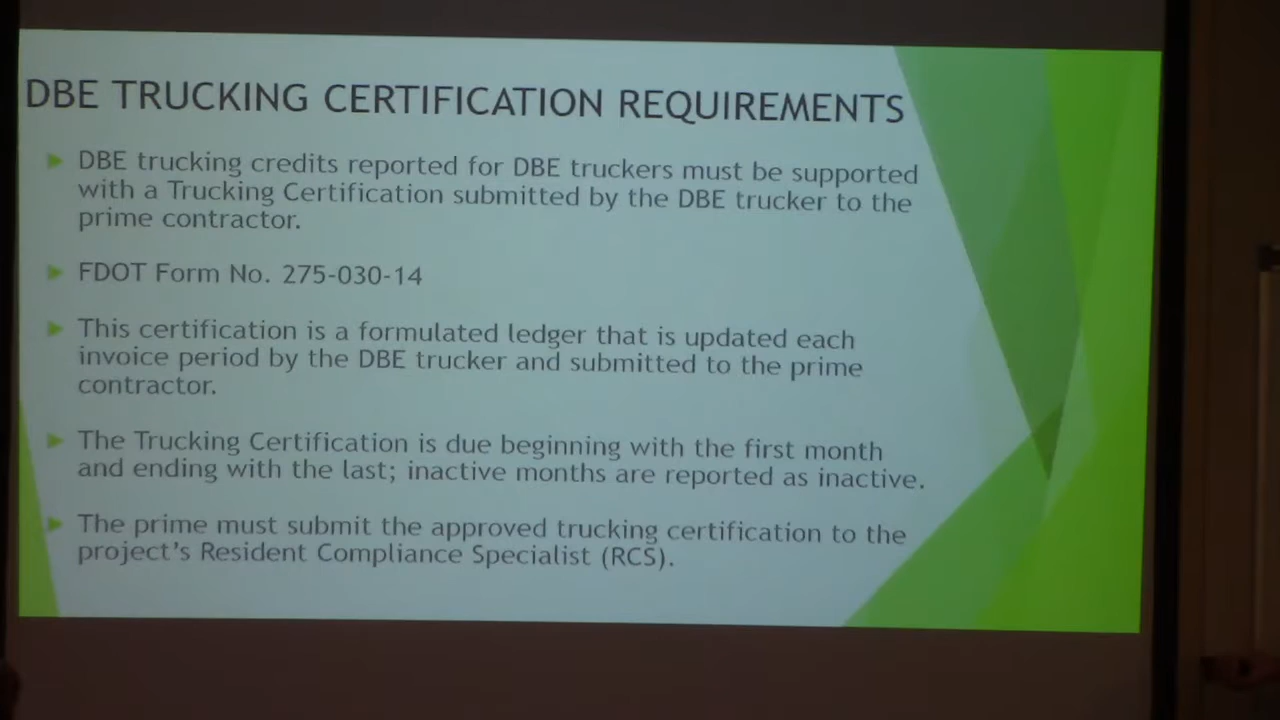 DBE TRUCKING CERTIFICATION REQUIREMENTS
DBE trucking credits reported for DBE truckers must be supported
with a Trucking Certification submitted by the DBE trucker to the
prime contractor.
FDOT Form No. 275-030-14
This certification is a formulated ledger that is updated each
invoice period by the DBE trucker and submitted to the prime
contractor.
The Trucking Certification is due beginning with the first month
and ending with the last; inactive months are reported as inactive.
The prime must submit the approved trucking certification to the
project's Resident Compliance Specialist (RCS).